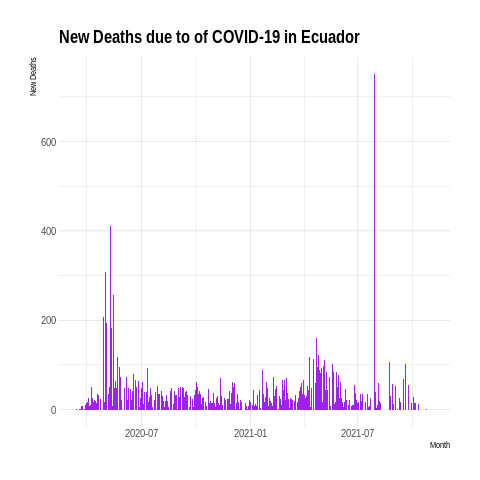 New Deaths due to of COVID-19 in Ecuador
New Deaths
600
400
200
0
2020-07
2021-01
2021-07
Month